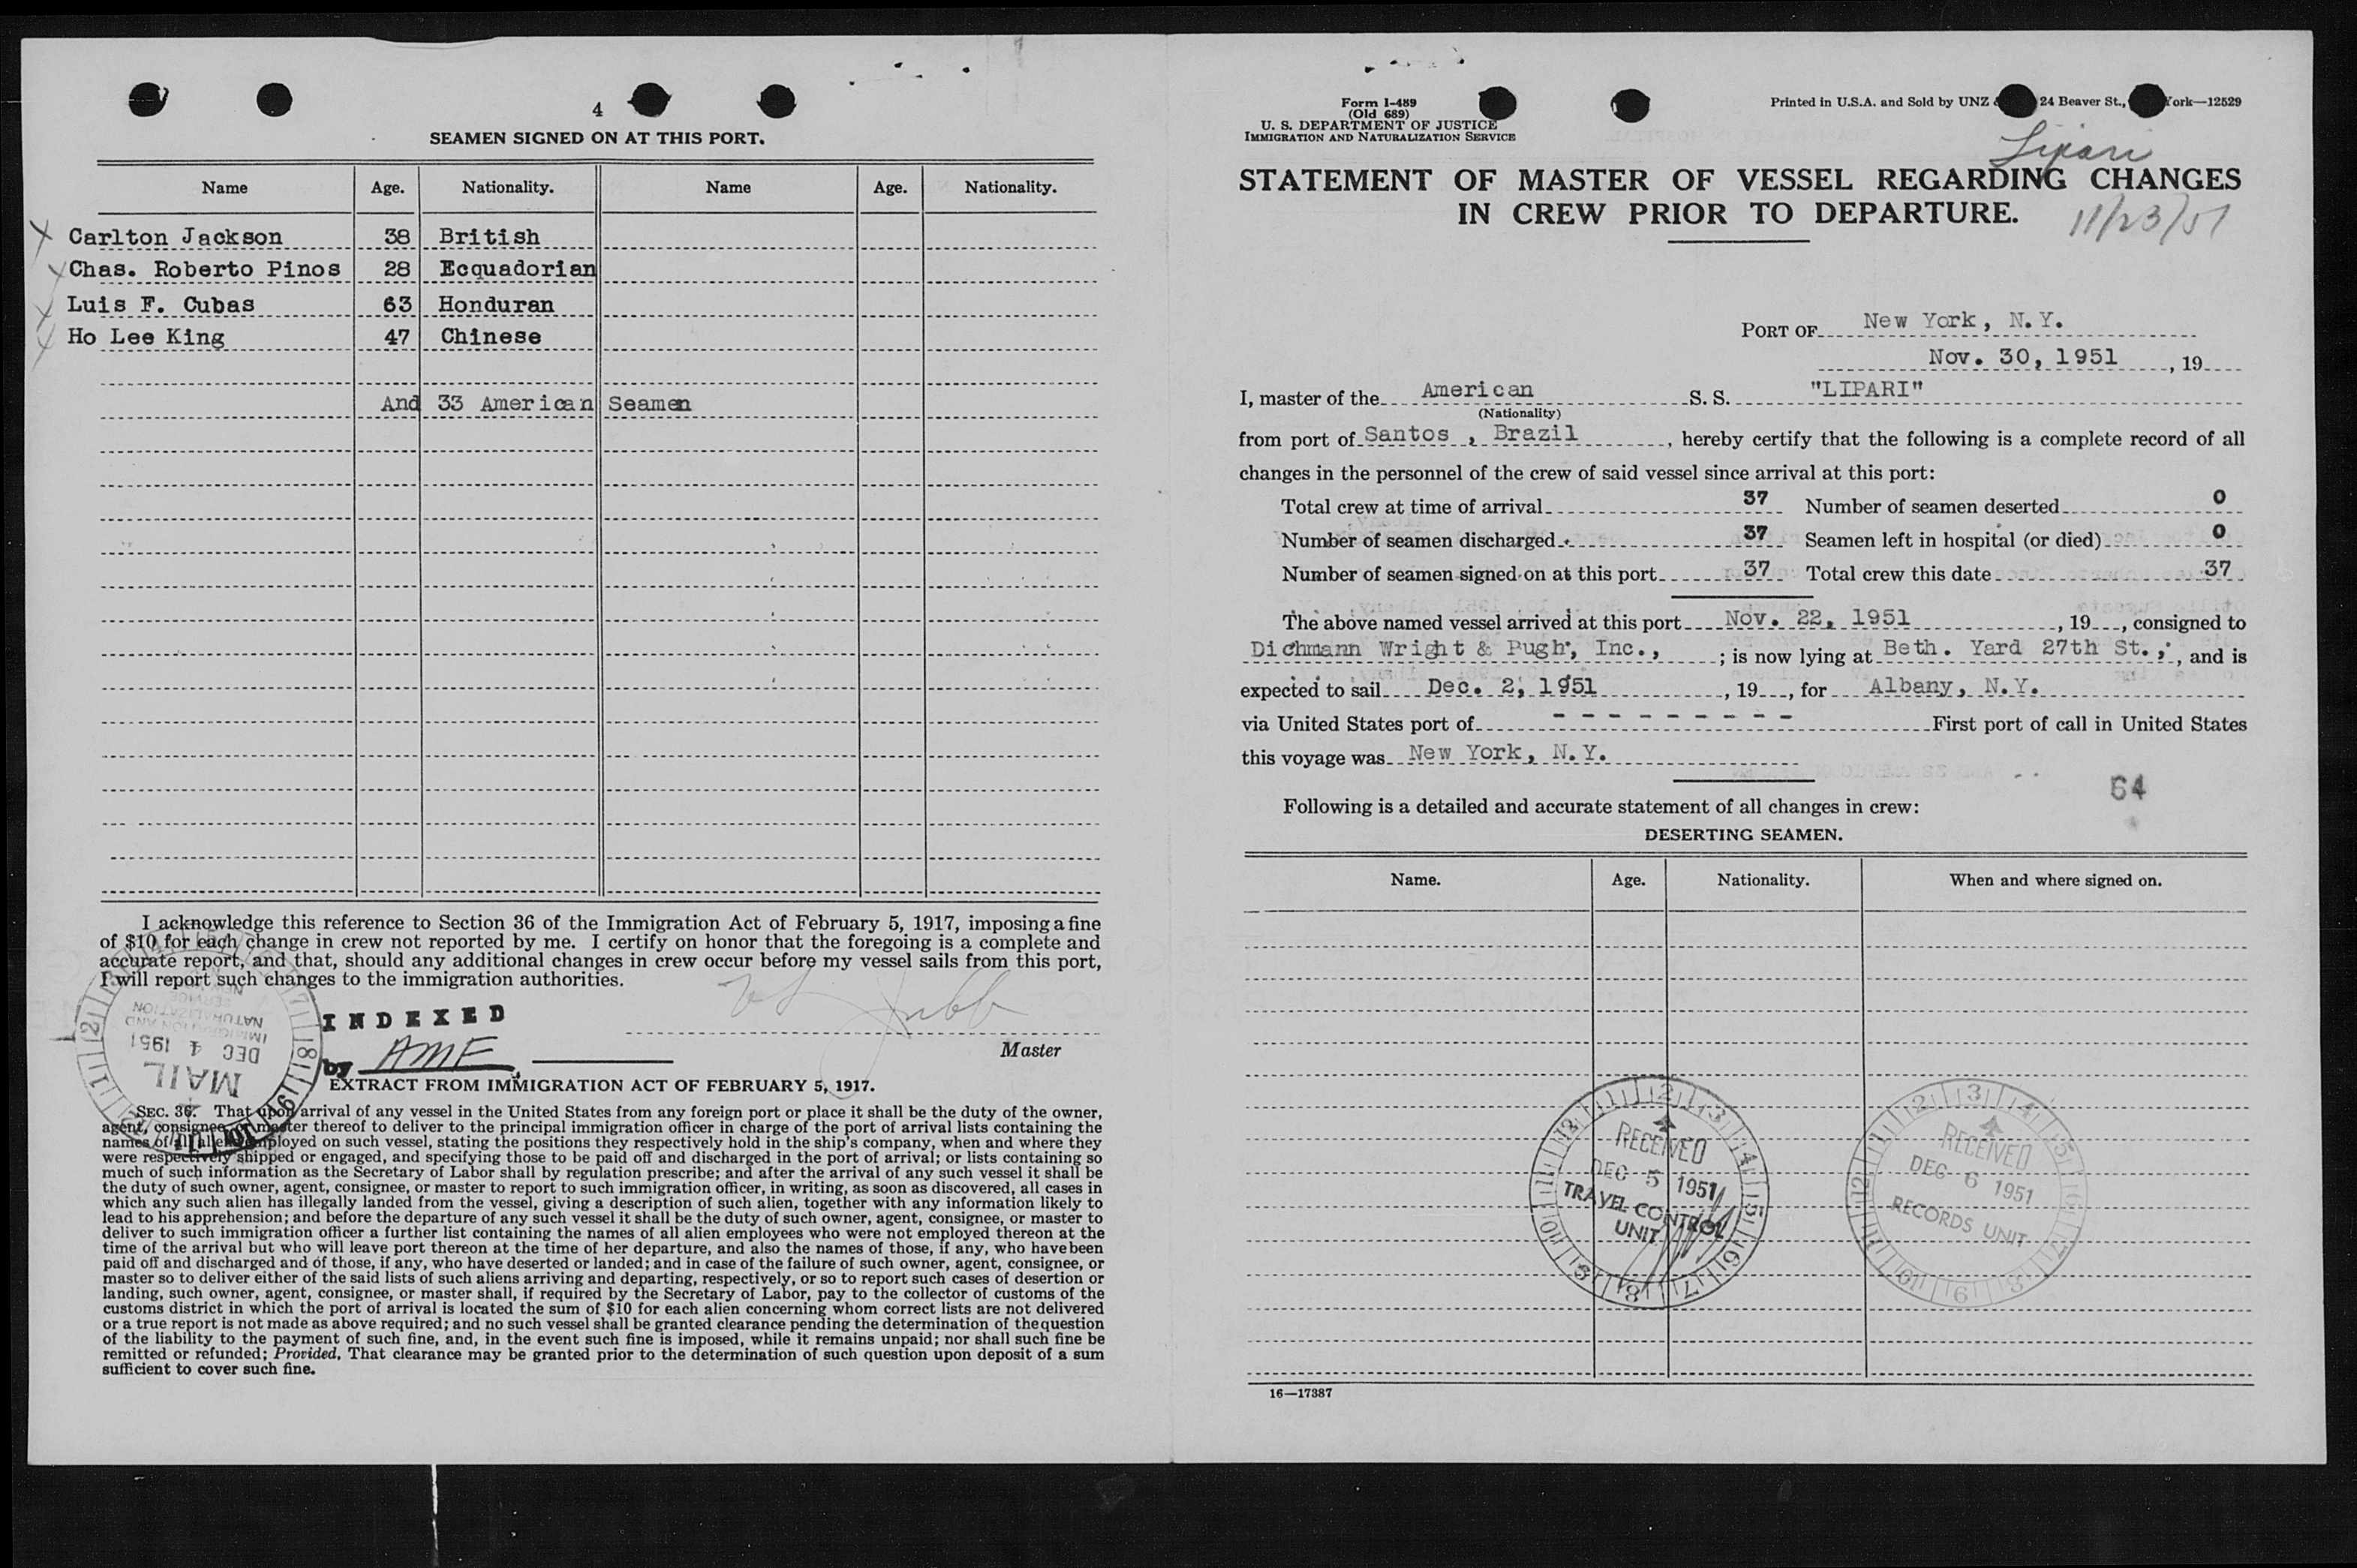 4
SEAMEN SIGNED ON AT THIS PORT.
Name Age. Nationality. Name Age. Nationality.
Carlton Jackson 38 British
Chas. Roberto Pinos 28 Ecquadorian
Luis F. Cubas 63 Honduran
Ho Lee King 47 Chinese
And 33 American Seamen
I acknowledge this reference to Section 36 of the Immigration Act of February 5, 1917, imposing a fine
of $10 for each change in crew not reported by me. I certify on honor that the foregoing is a complete and
accurate report, and that, should any additional changes in crew occur before my vessel sails from this port,
I will report such changes to the immigration authorities.
INDEXED
by AME
Master
IMMIGRATION AND
NATURALIZATION
SERVICE
DEC 4 1951
MAIL
EXTRACT FROM IMMIGRATION ACT OF FEBRUARY 5, 1917.
SEC. 36. That upon arrival of any vessel in the United States from any foreign port or place it shall be the duty of the owner,
agent, consignee, or master thereof to deliver to the principal immigration officer in charge of the port of arrival lists containing the
names of all aliens employed on such vessel, stating the positions they respectively hold in the ship's company, when and where they
were respectively shipped or engaged, and specifying those to be paid off and discharged in the port of arrival; or lists containing so
much of such information as the Secretary of Labor shall by regulation prescribe; and after the arrival of any such vessel it shall be
the duty of such owner, agent, consignee, or master to report to such immigration officer, in writing, as soon as discovered, all cases in
which any such alien has illegally landed from the vessel, giving a description of such alien, together with any information likely to
lead to his apprehension; and before the departure of any such vessel it shall be the duty of such owner, agent, consignee, or master to
deliver to such immigration officer a further list containing the names of all alien employees who were not employed thereon at the
time of the arrival but who will leave port thereon at the time of her departure, and also the names of those, if any, who have been
paid off and discharged and of those, if any, who have deserted or landed; and in case of the failure of such owner, agent, consignee, or
master so to deliver either of the said lists of such aliens arriving and departing, respectively, or so to report such cases of desertion or
landing, such owner, agent, consignee, or master shall, if required by the Secretary of Labor, pay to the collector of customs of the
customs district in which the port of arrival is located the sum of $10 for each alien concerning whom correct lists are not delivered
or a true report is not made as above required; and no such vessel shall be granted clearance pending the determination of the question
of the liability to the payment of such fine, and, in the event such fine is imposed, while it remains unpaid; nor shall such fine be
remitted or refunded; Provided, That clearance may be granted prior to the determination of such question upon deposit of a sum
sufficient to cover such fine.
Form I-489
(Old 689)
U. S. DEPARTMENT OF JUSTICE
IMMIGRATION AND NATURALIZATION SERVICE
Printed in U.S.A. and Sold by UNZ & 24 Beaver St., York—12529
Lipari
STATEMENT OF MASTER OF VESSEL REGARDING CHANGES
IN CREW PRIOR TO DEPARTURE.
11/23/51
PORT OF New York, N.Y.
Nov. 30, 1951, 19
I, master of the American S. S. "LIPARI"
(Nationality)
from port of Santos, Brazil, hereby certify that the following is a complete record of all
changes in the personnel of the crew of said vessel since arrival at this port:
Total crew at time of arrival 37 Number of seamen deserted 0
Number of seamen discharged 37 Seamen left in hospital (or died) 0
Number of seamen signed on at this port 37 Total crew this date 37
The above named vessel arrived at this port Nov. 22, 1951, 19, consigned to
Dichmann Wright & Pugh, Inc., ; is now lying at Beth. Yard 27th St., , and is
expected to sail Dec. 2, 1951, 19, for Albany, N.Y.
via United States port of - - - - - - - - - First port of call in United States
this voyage was New York, N.Y.
64
Following is a detailed and accurate statement of all changes in crew:
DESERTING SEAMEN.
Name. Age. Nationality. When and where signed on.
RECEIVED
DEC 5 1951
TRAVEL CONTROL
UNIT
RECEIVED
DEC 6 1951
RECORDS UNIT
16—17387